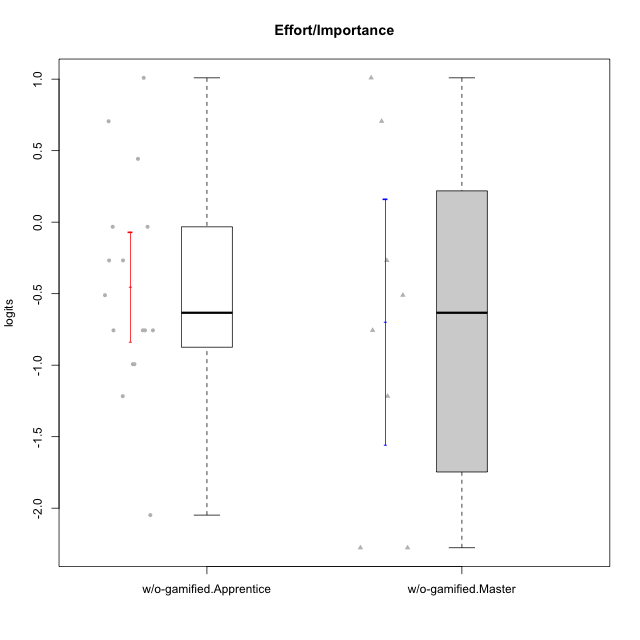 Effort/Importance
logits
1.0
0.5
0.0
-0.5
-1.0
-1.5
-2.0
w/o-gamified.Apprentice
w/o-gamified.Master